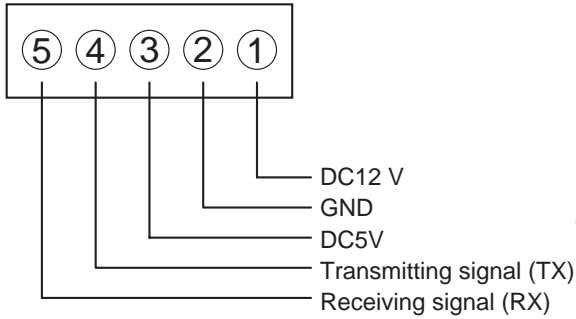 ⑤ ④ ③ ② ①
DC12 V
GND
DC5V
Transmitting signal (TX)
Receiving signal (RX)